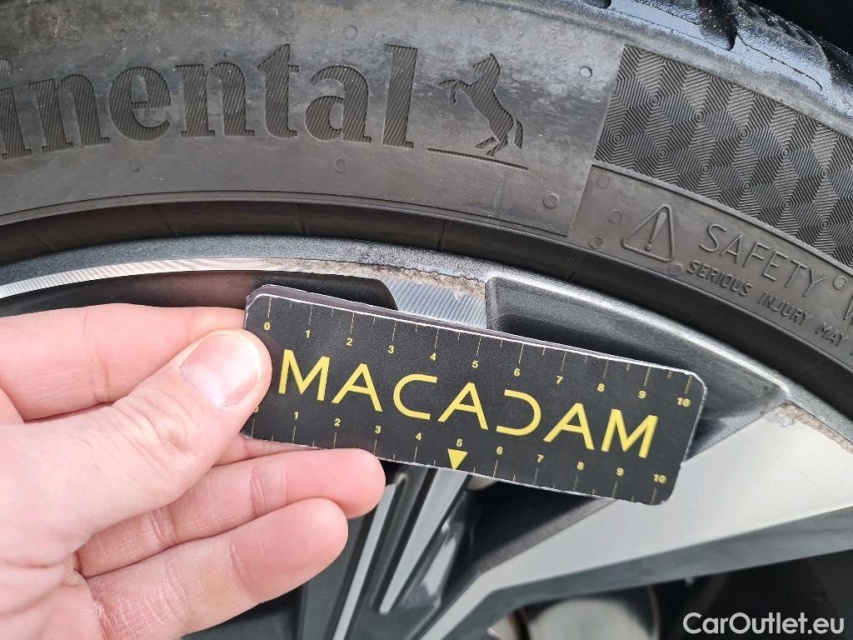 inental
SAFETY W
SERIOUS INJURY MAY
0 1 2 3 4 5 6 7 8 9 10
MACADAM
1 2 3 4 5 6 7 8 9 10
CarOutlet.eu